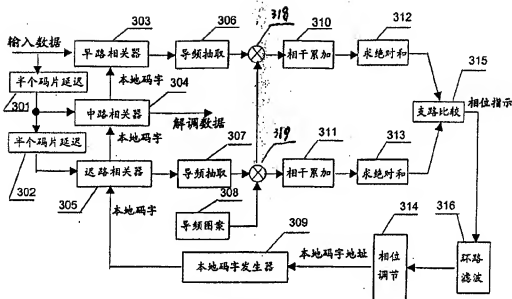 303
306
318
310
312
输入数据
早路相关器
导频抽取
相干累加
求绝对和
315
半个码片延迟
本地码字
304
支路比较
相位指示
301
中路相关器
解调数据
半个码片延迟
本地码字
307
319
311
313
302
迟路相关器
导频抽取
相干累加
求绝对和
305
308
本地码字
导频图案
309
314
316
本地码字发生器
本地码字地址
相位调节
环路滤波